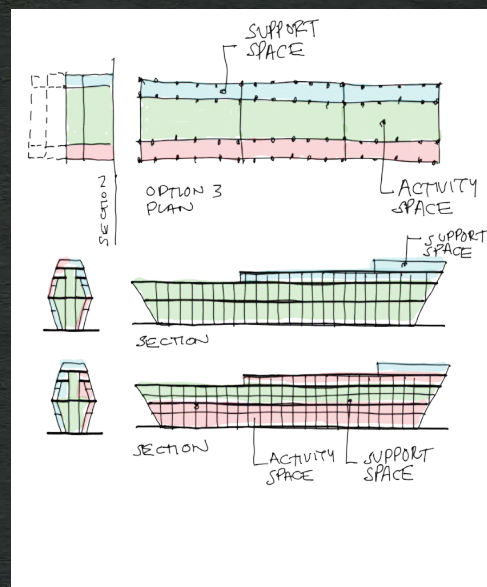 SUPPORT
SPACE
SECTION
OPTION 3
PLAN
ACTIVITY
SPACE
SUPPORT
SPACE
SECTION
SECTION
ACTIVITY
SPACE
SUPPORT
SPACE